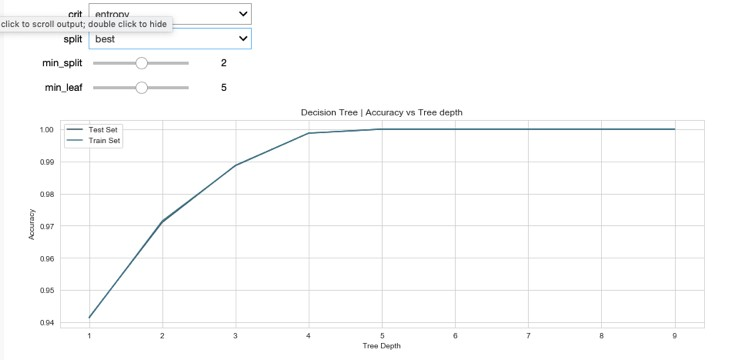 crit entropy
click to scroll output; double click to hide
split best
min_split 2
min_leaf 5
Decision Tree | Accuracy vs Tree depth
Test Set
Train Set
1.00
0.99
0.98
0.97
0.96
0.95
0.94
Accuracy
1 2 3 4 5 6 7 8 9
Tree Depth